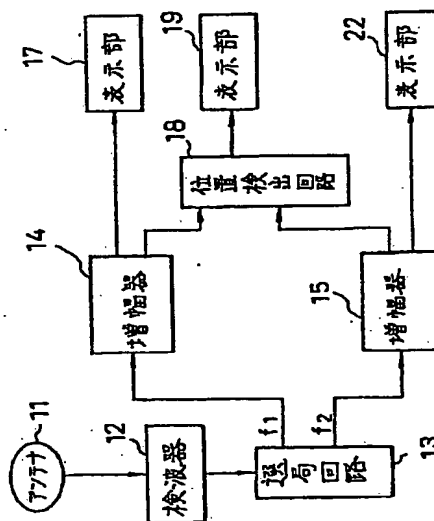 11
アンテナ
12
検波器
13
選局回路
f1
f2
14
増幅器
15
増幅器
17
表示部
18
位置検出回路
19
表示部
22
表示部